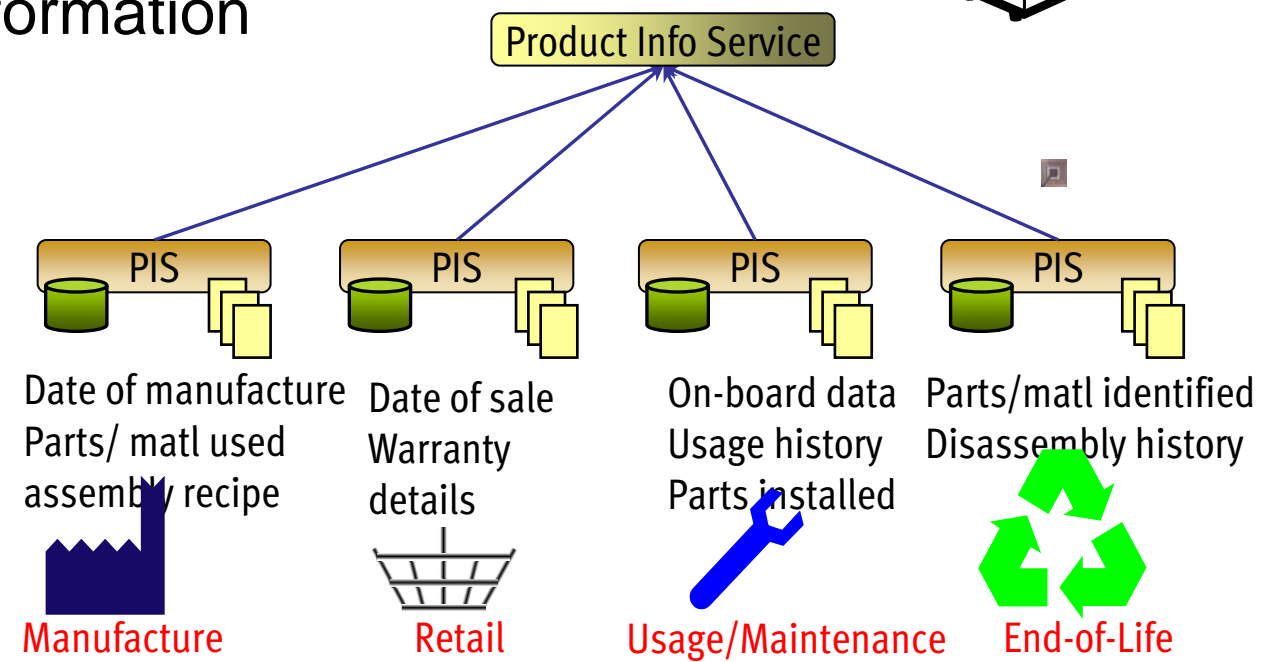 formation
Product Info Service
PIS
PIS
PIS
PIS
Date of manufacture
Parts/ matl used
assembly recipe
Date of sale
Warranty
details
On-board data
Usage history
Parts installed
Parts/matl identified
Disassembly history
Manufacture
Retail
Usage/Maintenance
End-of-Life